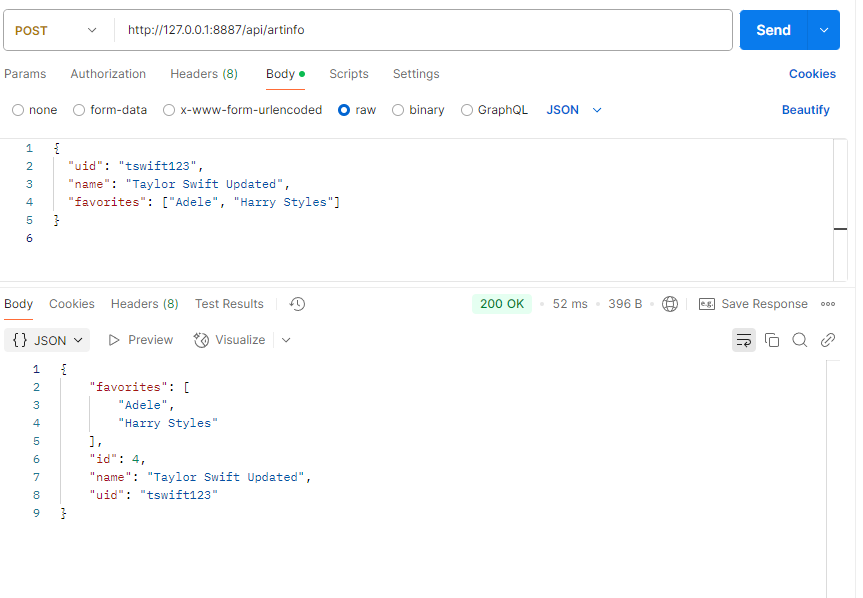 POST http://127.0.0.1:8887/api/artinfo Send
Params Authorization Headers (8) Body Scripts Settings Cookies
none form-data x-www-form-urlencoded raw binary GraphQL JSON Beautify
1 {
2 "uid": "tswift123",
3 "name": "Taylor Swift Updated",
4 "favorites": ["Adele", "Harry Styles"]
5 }
6
Body Cookies Headers (8) Test Results 200 OK 52 ms 396 B e.g. Save Response
{} JSON Preview Visualize
1 {
2 "favorites": [
3 "Adele",
4 "Harry Styles"
5 ],
6 "id": 4,
7 "name": "Taylor Swift Updated",
8 "uid": "tswift123"
9 }